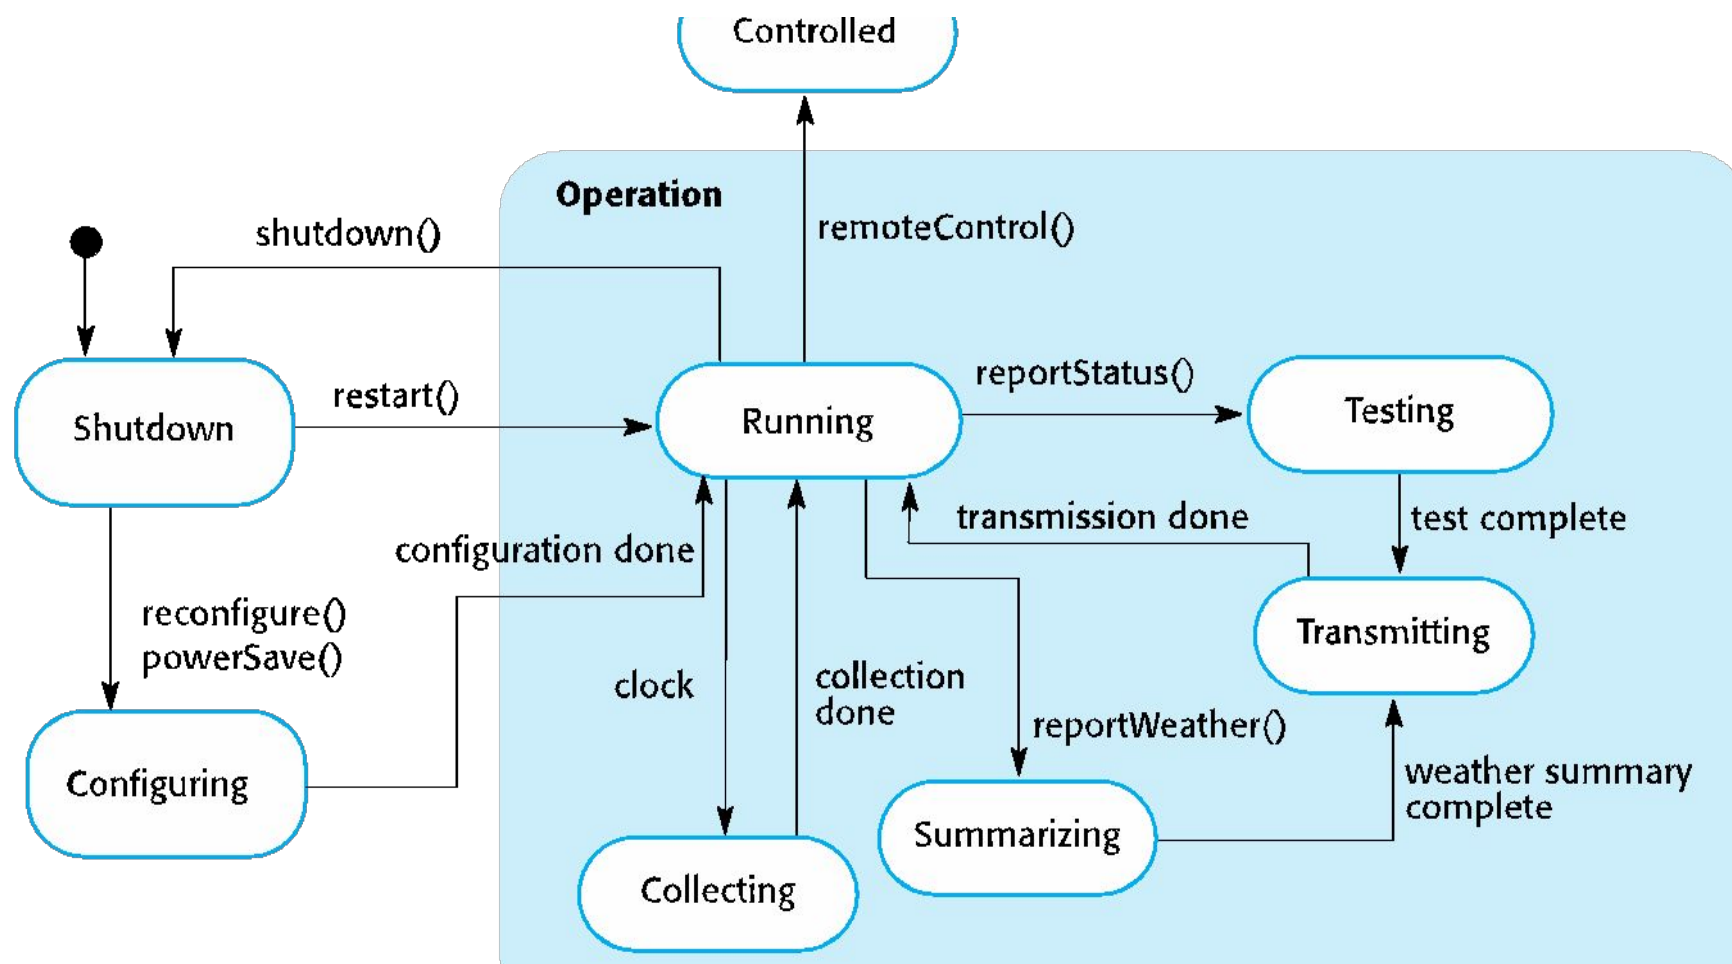 Controlled
Operation
shutdown()
remoteControl()
restart()
reportStatus()
Shutdown
Running
Testing
configuration done
transmission done
test complete
reconfigure()
powerSave()
Transmitting
clock
collection
done
reportWeather()
Configuring
Summarizing
weather summary
complete
Collecting